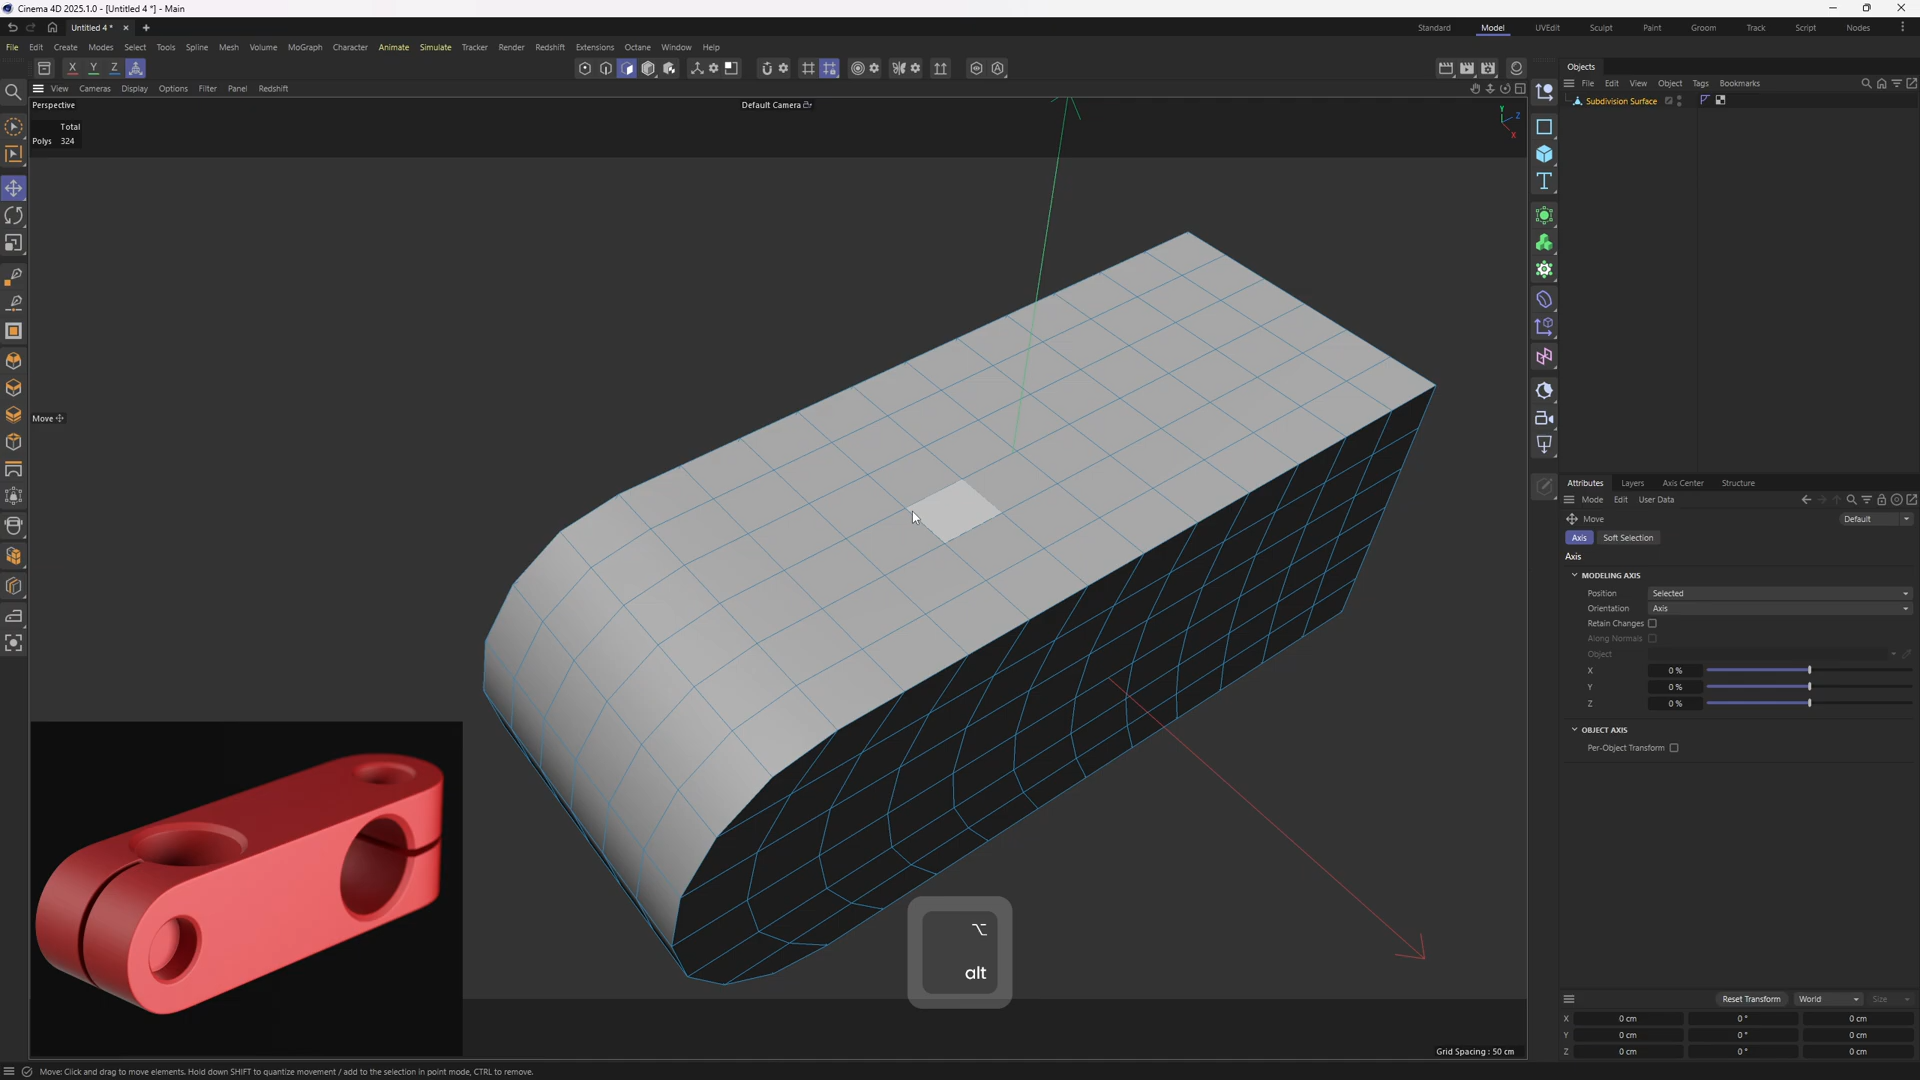 Cinema 4D 2025.1.0 - [Untitled 4 *] - Main
Untitled 4 *
Standard Model UVEdit Sculpt Paint Groom Track Script Nodes
File Edit Create Modes Select Tools Spline Mesh Volume MoGraph Character Animate Simulate Tracker Render Redshift Extensions Octane Window Help
X Y Z
Objects
View Cameras Display Options Filter Panel Redshift
File Edit View Object Tags Bookmarks
Perspective
Default Camera
Subdivision Surface
Total
Polys 324
Y
Z
X
Move
Attributes Layers Axis Center Structure
Mode Edit User Data
Move
Default
Axis Soft Selection
Axis
MODELING AXIS
Position Selected
Orientation Axis
Retain Changes
Along Normals
Object
X 0 %
Y 0 %
Z 0 %
OBJECT AXIS
Per-Object Transform
alt
Reset Transform World Size
X 0 cm 0 ° 0 cm
Y 0 cm 0 ° 0 cm
Z 0 cm 0 ° 0 cm
Grid Spacing : 50 cm
Move: Click and drag to move elements. Hold down SHIFT to quantize movement / add to the selection in point mode, CTRL to remove.